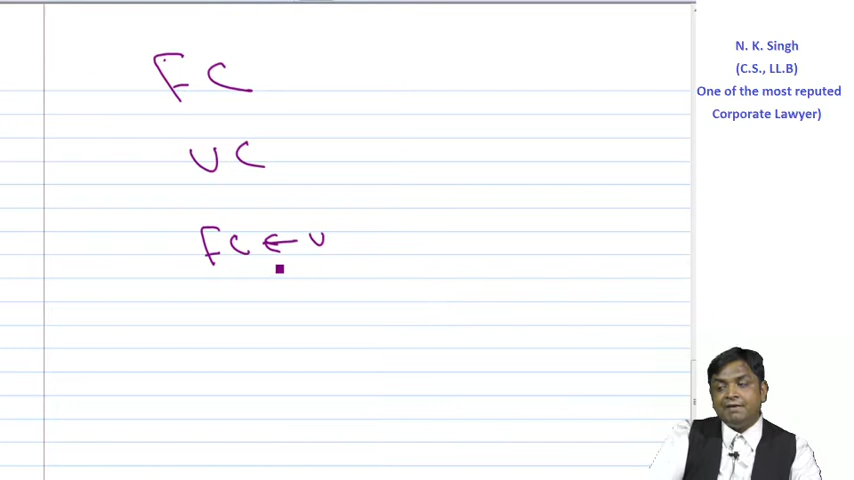 FC
UC
FC ← U
N. K. Singh
(C.S., LL.B)
One of the most reputed
Corporate Lawyer)